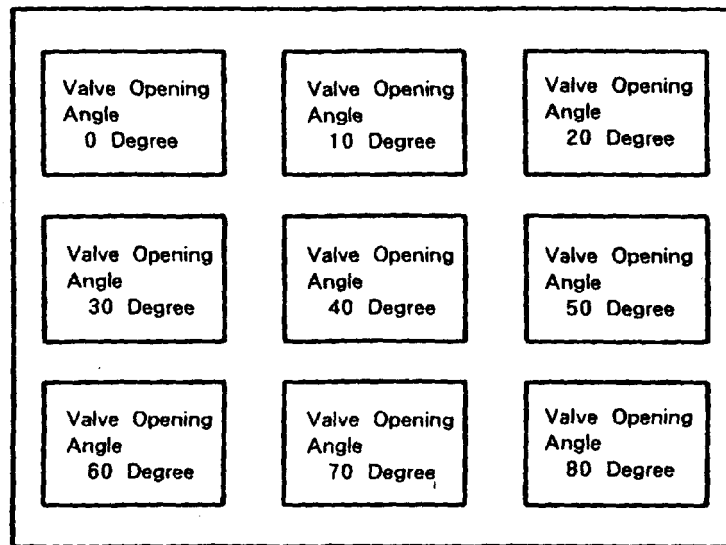 Valve Opening
Angle
0 Degree
Valve Opening
Angle
10 Degree
Valve Opening
Angle
20 Degree
Valve Opening
Angle
30 Degree
Valve Opening
Angle
40 Degree
Valve Opening
Angle
50 Degree
Valve Opening
Angle
60 Degree
Valve Opening
Angle
70 Degree
Valve Opening
Angle
80 Degree